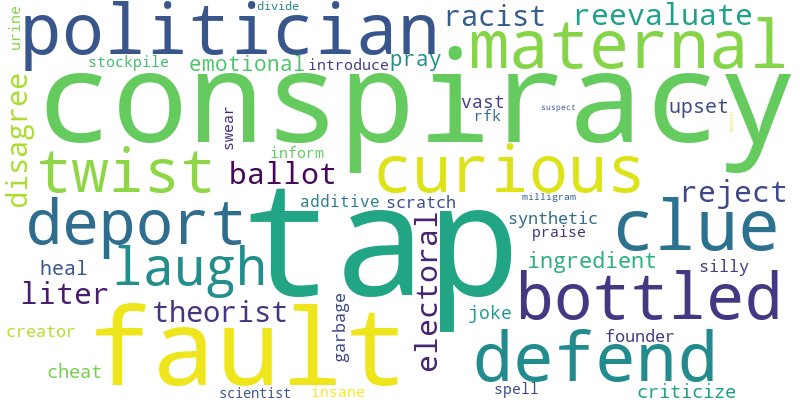 divide
urine
politician
racist
reevaluate
maternal
stockpile
emotional
introduce
pray
conspiracy
disagree
vast
rfk
suspect
upset
swear
twist
inform
ballot
curious
additive
scratch
milligram
reject
deport
tap
synthetic
praise
clue
laugh
heal
electoral
ingredient
silly
liter
theorist
bottled
fault
garbage
joke
creator
defend
founder
cheat
scientist
insane
spell
criticize